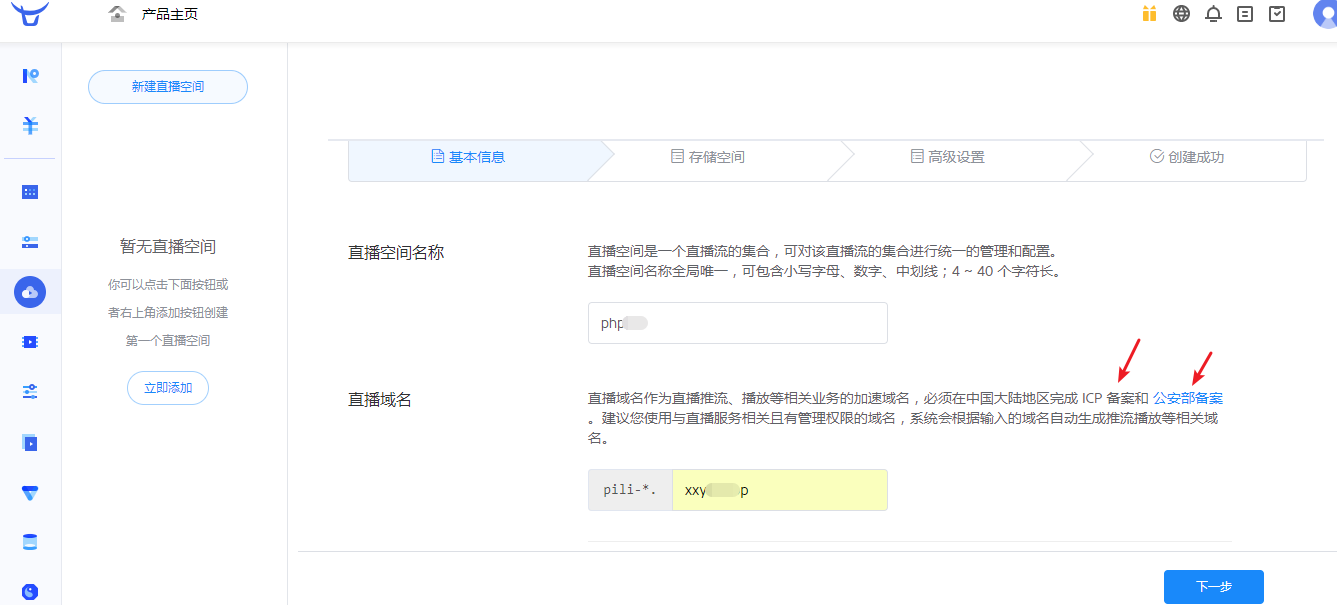 产品主页
新建直播空间
基本信息
存储空间
高级设置
创建成功
暂无直播空间
你可以点击下面按钮或
者右上角添加按钮创建
第一个直播空间
立即添加
直播空间名称
直播空间是一个直播流的集合，可对该直播流的集合进行统一的管理和配置。
直播空间名称全局唯一，可包含小写字母、数字、中划线；4 ~ 40 个字符长。
php
直播域名
直播域名作为直播推流、播放等相关业务的加速域名，必须在中国大陆地区完成 ICP 备案和 公安部备案
。建议您使用与直播服务相关且有管理权限的域名，系统会根据输入的域名自动生成推流播放等相关域
名。
pili-*.
xxy p
下一步